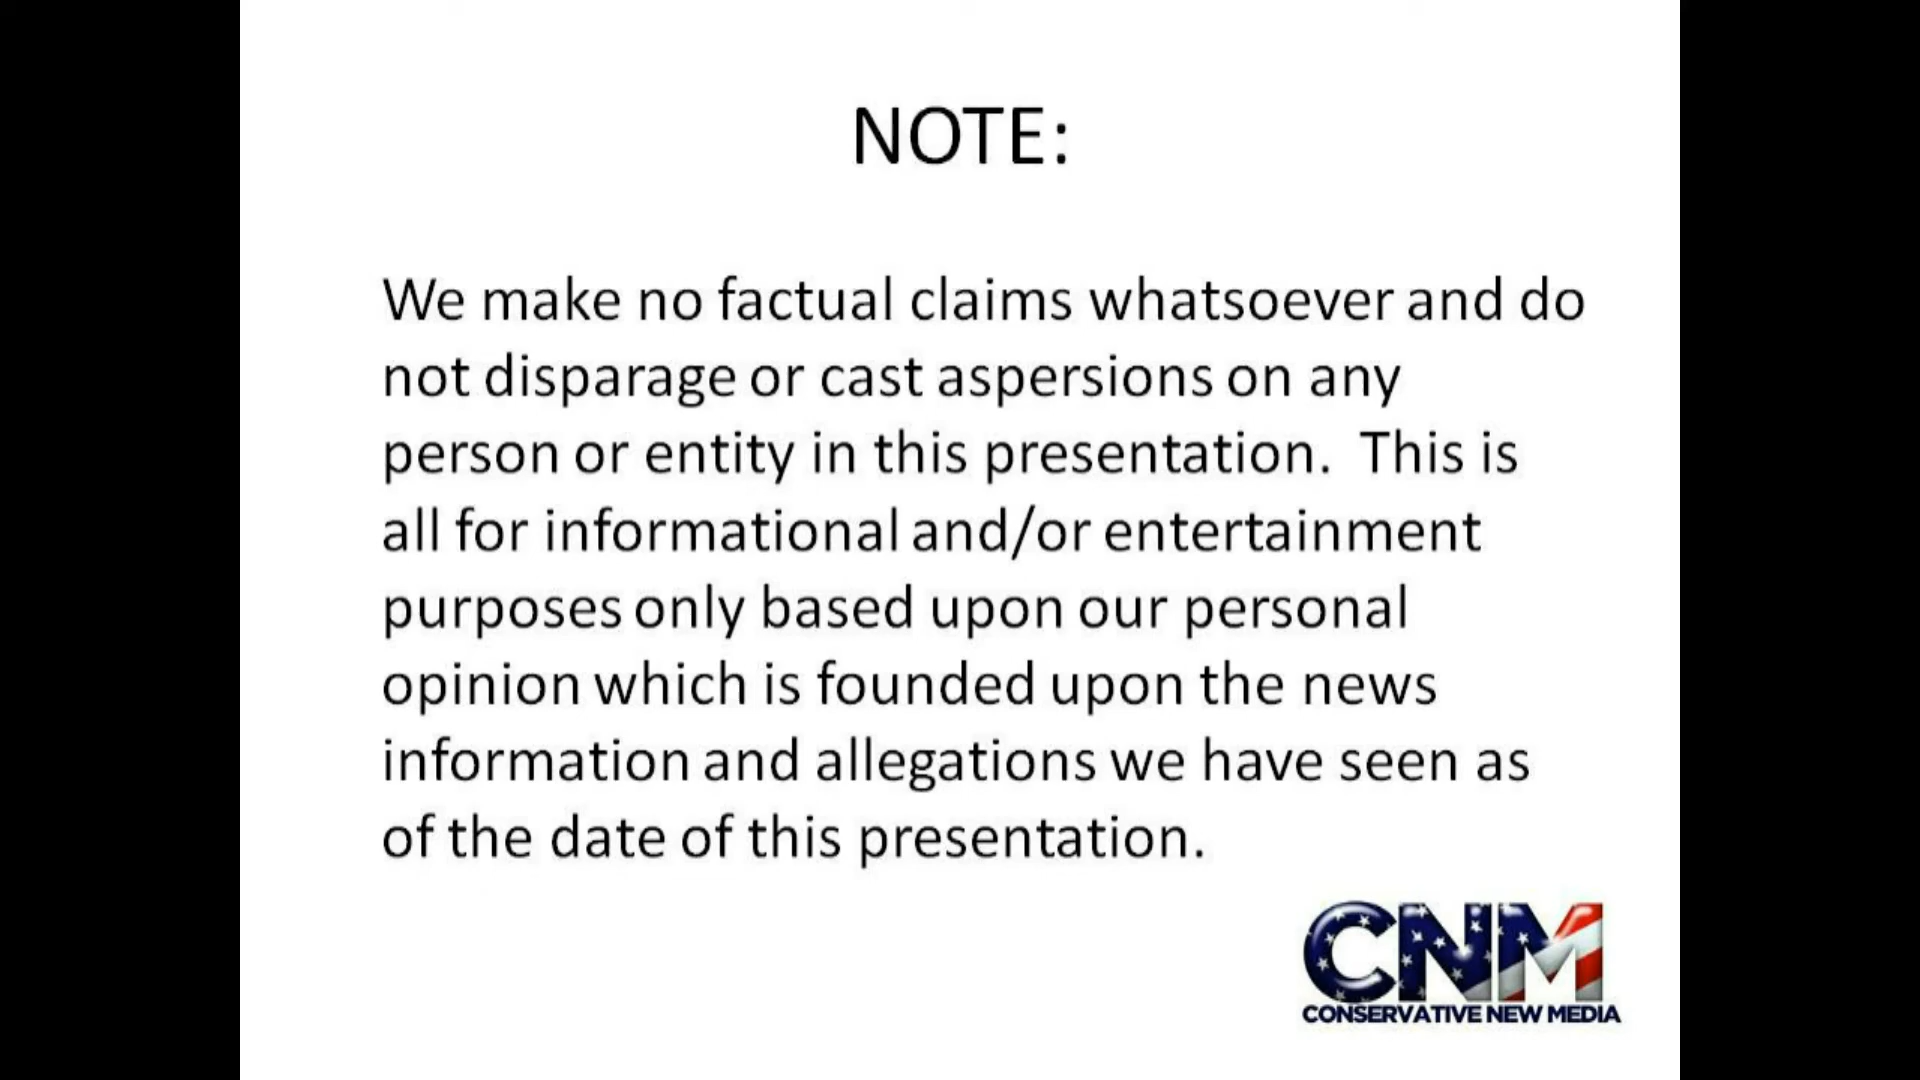 NOTE:
We make no factual claims whatsoever and do
not disparage or cast aspersions on any
person or entity in this presentation.  This is
all for informational and/or entertainment
purposes only based upon our personal
opinion which is founded upon the news
information and allegations we have seen as
of the date of this presentation.
CNM
CONSERVATIVE NEW MEDIA